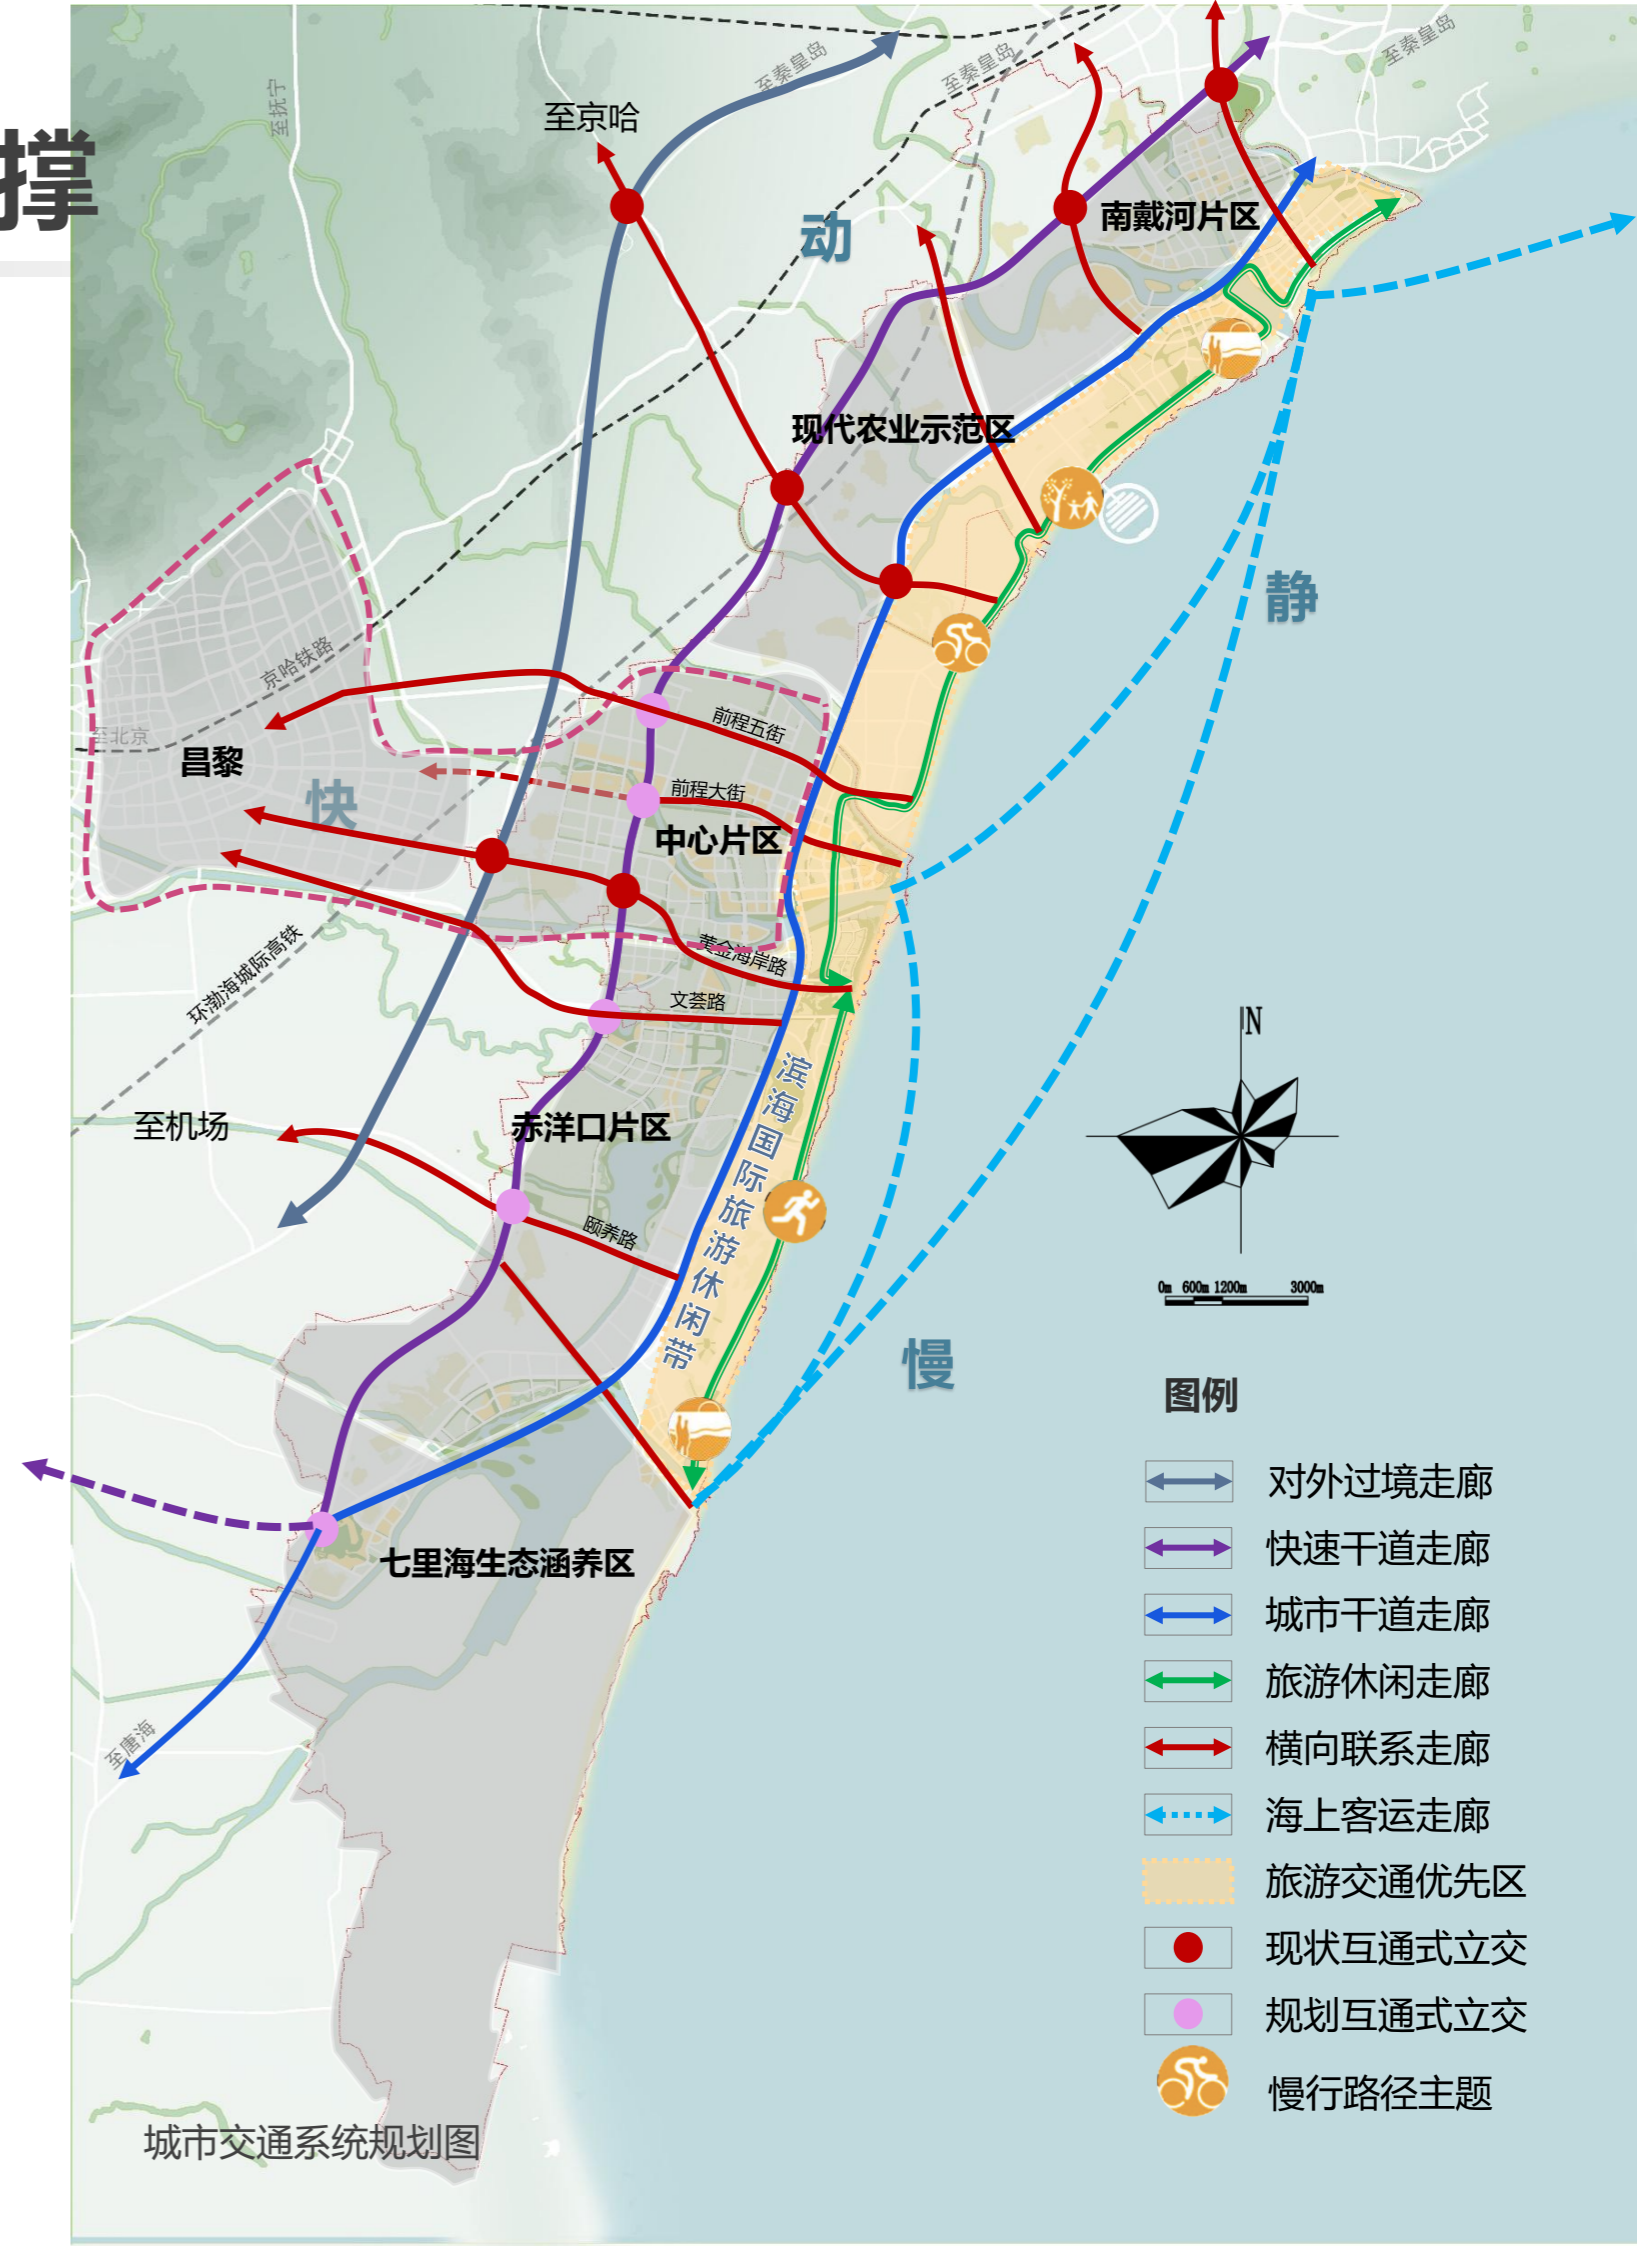 撑
至秦皇岛
至秦皇岛
至秦皇岛
至抚宁
至京哈
动
南戴河片区
现代农业示范区
静
京哈铁路
至北京
昌黎
快
前程五街
前程大街
中心片区
环渤海城际高铁
黄金海岸路
文荟路
N
滨海国际旅游休闲带
至机场
赤洋口片区
颐养路
0m 600m 1200m 3000m
慢
图例
对外过境走廊
快速干道走廊
七里海生态涵养区
城市干道走廊
旅游休闲走廊
至唐海
横向联系走廊
海上客运走廊
旅游交通优先区
现状互通式立交
规划互通式立交
慢行路径主题
城市交通系统规划图